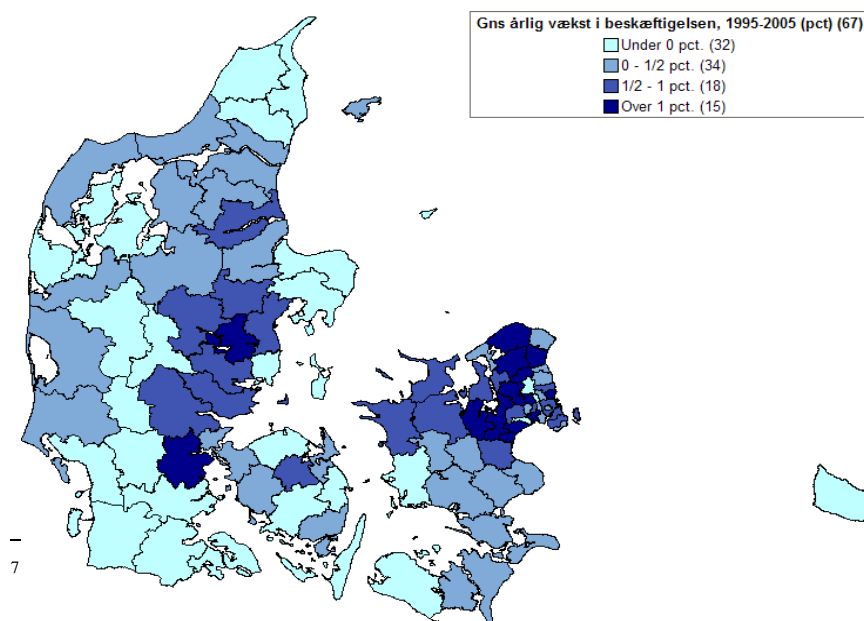 Gns årlig vækst i beskæftigelsen, 1995-2005 (pct) (67)
Under 0 pct. (32)
0 - 1/2 pct. (34)
1/2 - 1 pct. (18)
Over 1 pct. (15)
7